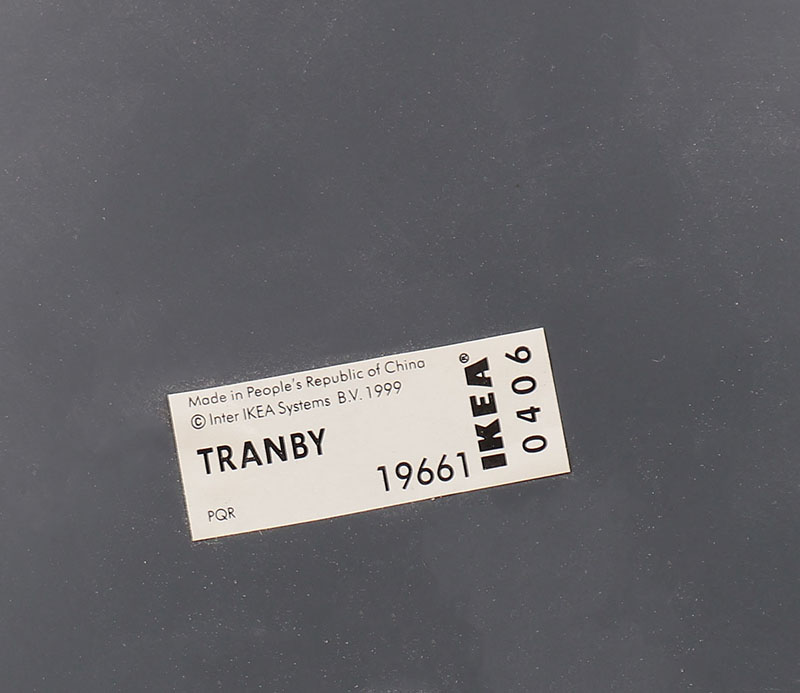 Made in People's Republic of China
© Inter IKEA Systems B.V. 1999
TRANBY
19661
PQR
IKEA®
0406